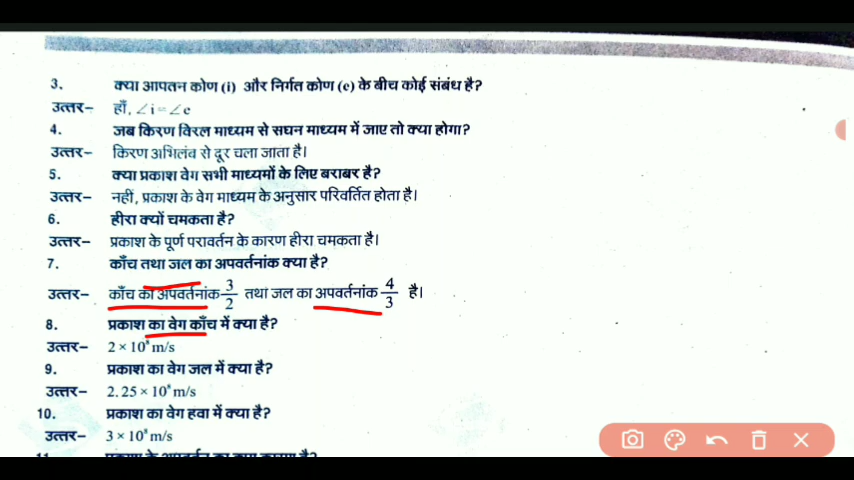 3. क्या आपतन कोण (i) और निर्गत कोण (e) के बीच कोई संबंध है?
उत्तर– हाँ, ∠i=∠e
4. जब किरण विरल माध्यम से सघन माध्यम में जाए तो क्या होगा?
उत्तर– किरण अभिलंब से दूर चला जाता है।
5. क्या प्रकाश वेग सभी माध्यमों के लिए बराबर है?
उत्तर– नहीं, प्रकाश के वेग माध्यम के अनुसार परिवर्तित होता है।
6. हीरा क्यों चमकता है?
उत्तर– प्रकाश के पूर्ण परावर्तन के कारण हीरा चमकता है।
7. काँच तथा जल का अपवर्तनांक क्या है?
उत्तर– काँच का अपवर्तनांक 3/2 तथा जल का अपवर्तनांक 4/3 है।
8. प्रकाश का वेग काँच में क्या है?
उत्तर– 2 × 10⁸ m/s
9. प्रकाश का वेग जल में क्या है?
उत्तर– 2.25 × 10⁸ m/s
10. प्रकाश का वेग हवा में क्या है?
उत्तर– 3 × 10⁸ m/s